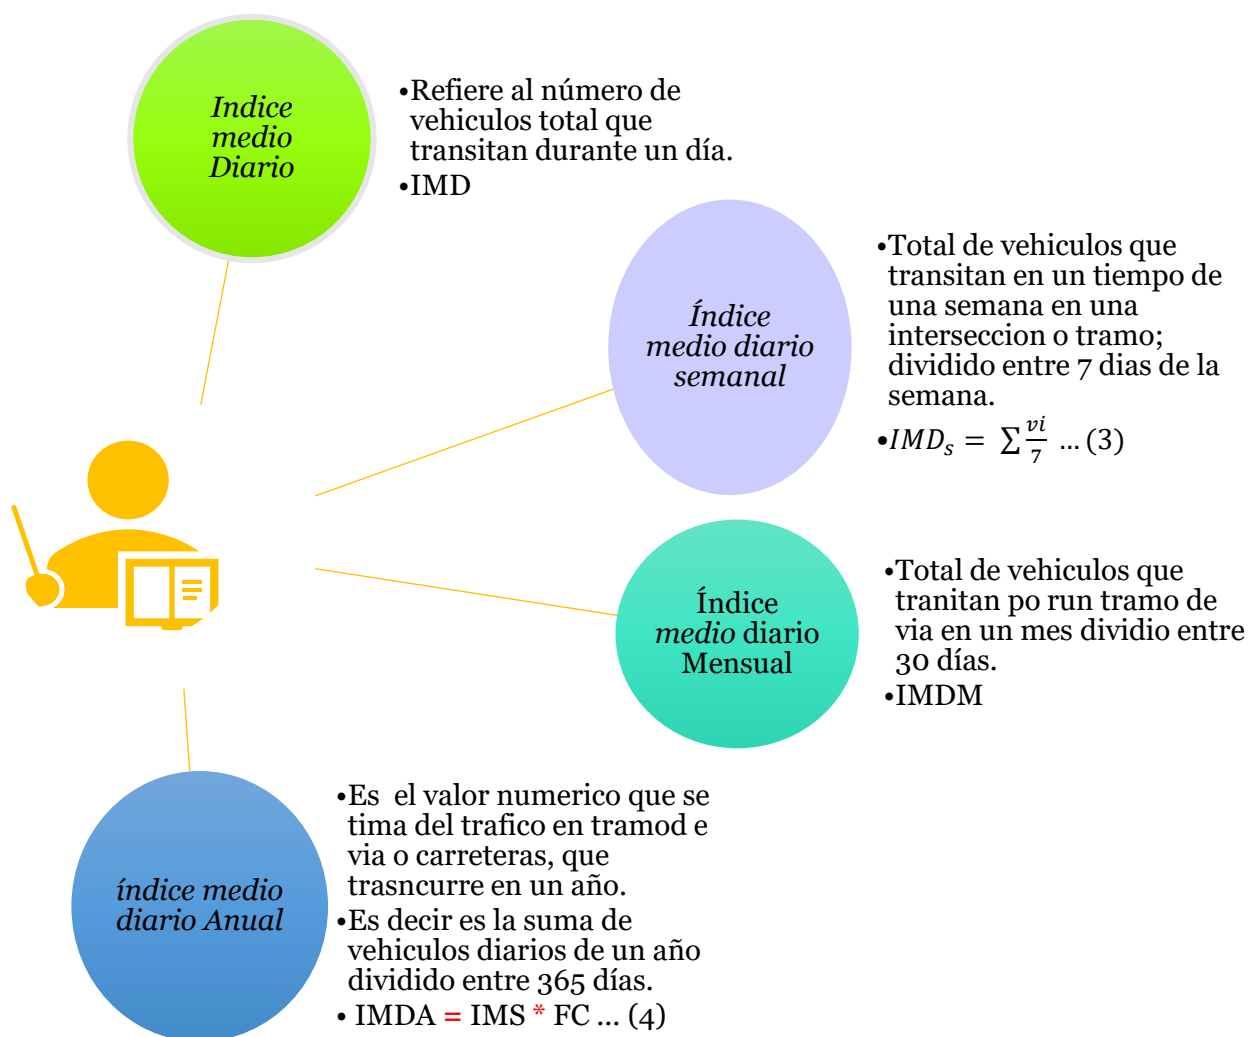 Indice
medio
Diario
•Refiere al número de
vehiculos total que
transitan durante un día.
•IMD
Índice
medio diario
semanal
•Total de vehiculos que
transitan en un tiempo de
una semana en una
interseccion o tramo;
dividido entre 7 dias de la
semana.
•𝐼𝑀𝐷ₛ = ∑ 𝑣𝑖/7 … (3)
Índice
medio diario
Mensual
•Total de vehiculos que
tranitan po run tramo de
via en un mes dividio entre
30 días.
•IMDM
índice medio
diario Anual
•Es el valor numerico que se
tima del trafico en tramod e
via o carreteras, que
trasncurre en un año.
•Es decir es la suma de
vehiculos diarios de un año
dividido entre 365 días.
• IMDA = IMS * FC ... (4)